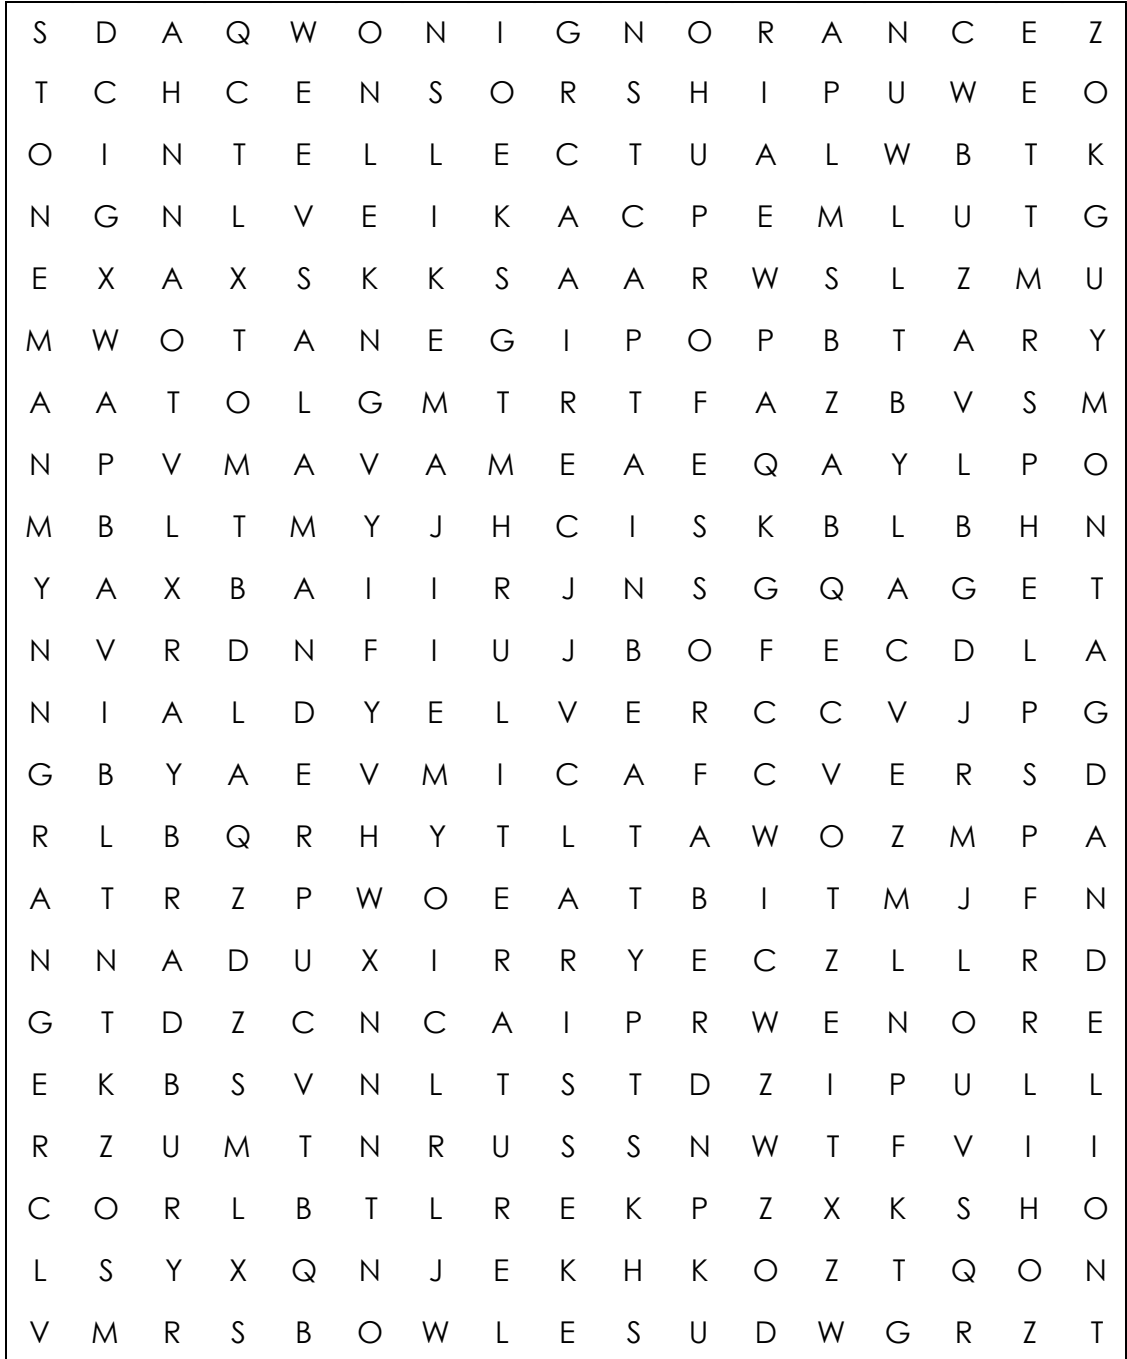 S D A Q W O N I G N O R A N C E Z
T C H C E N S O R S H I P U W E O
O I N T E L L E C T U A L W B T K
N G N L V E I K A C P E M L U T G
E X A X S K K S A A R W S L Z M U
M W O T A N E G I P O P B T A R Y
A A T O L G M T R T F A Z B V S M
N P V M A V A M E A E Q A Y L P O
M B L T M Y J H C I S K B L B H N
Y A X B A I I R J N S G Q A G E T
N V R D N F I U J B O F E C D L A
N I A L D Y E L V E R C C V J P G
G B Y A E V M I C A F C V E R S D
R L B Q R H Y T L T A W O Z M P A
A T R Z P W O E A T B I T M J F N
N N A D U X I R R Y E C Z L L R D
G T D Z C N C A I P R W E N O R E
E K B S V N L T S T D Z I P U L L
R Z U M T N R U S S N W T F V I I
C O R L B T L R E K P Z X K S H O
L S Y X Q N J E K H K O Z T Q O N
V M R S B O W L E S U D W G R Z T